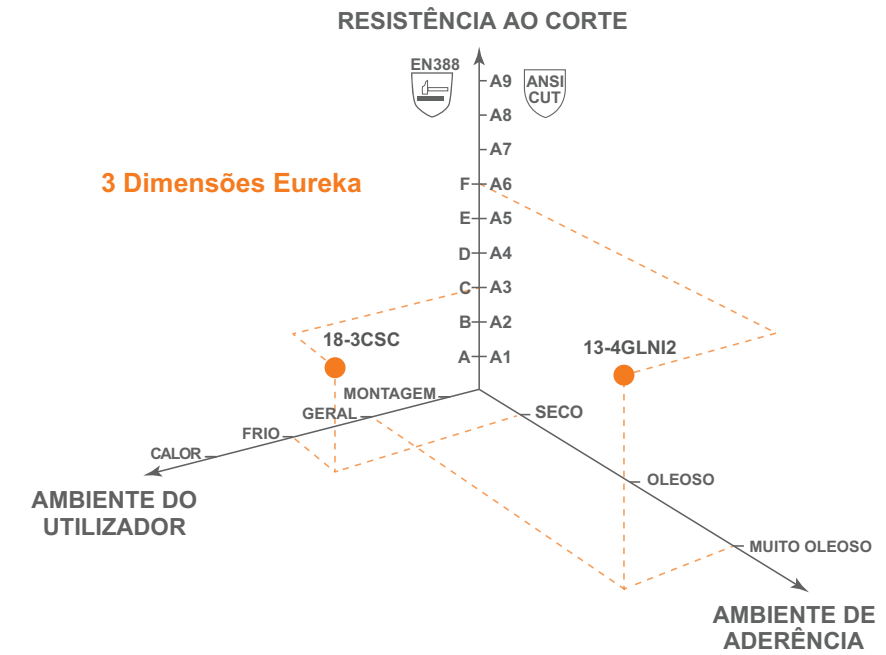 RESISTÊNCIA AO CORTE
EN388
ANSI
CUT
A9
A8
A7
3 Dimensões Eureka
F A6
E A5
D A4
C A3
B A2
A A1
18-3CSC
13-4GLNI2
MONTAGEM
GERAL
FRIO
CALOR
SECO
OLEOSO
MUITO OLEOSO
AMBIENTE DO
UTILIZADOR
AMBIENTE DE
ADERÊNCIA